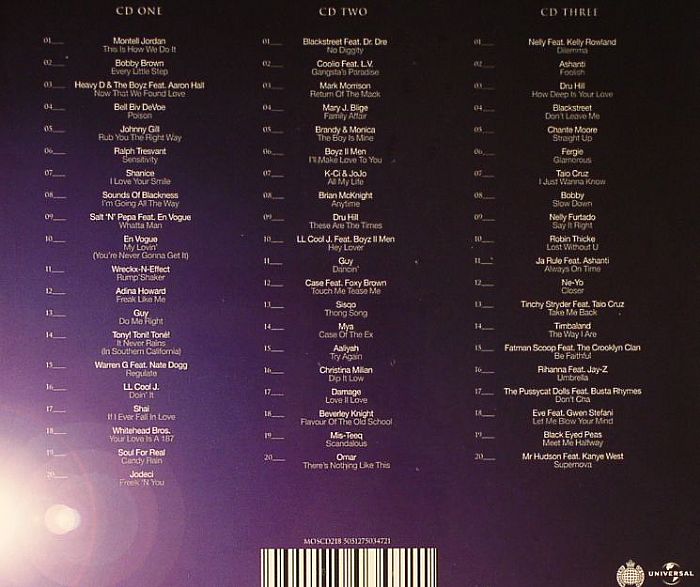 CD ONE
01 Montell Jordan
This Is How We Do It
02 Bobby Brown
Every Little Step
03 Heavy D & The Boyz Feat. Aaron Hall
Now That We Found Love
04 Bell Biv DeVoe
Poison
05 Johnny Gill
Rub You The Right Way
06 Ralph Tresvant
Sensitivity
07 Shanice
I Love Your Smile
08 Sounds Of Blackness
I'm Going All The Way
09 Salt 'N' Pepa Feat. En Vogue
Whatta Man
10 En Vogue
My Lovin'
(You're Never Gonna Get It)
11 Wreckx-N-Effect
Rump Shaker
12 Adina Howard
Freak Like Me
13 Guy
Do Me Right
14 Tony! Toni! Toné!
It Never Rains
(In Southern California)
15 Warren G Feat. Nate Dogg
Regulate
16 LL Cool J.
Doin' It
17 Shai
If I Ever Fall In Love
18 Whitehead Bros.
Your Love Is A 187
19 Soul For Real
Candy Rain
20 Jodeci
Freek 'N You
CD TWO
01 Blackstreet Feat. Dr. Dre
No Diggity
02 Coolio Feat. L.V.
Gangsta's Paradise
03 Mark Morrison
Return Of The Mack
04 Mary J. Blige
Family Affair
05 Brandy & Monica
The Boy Is Mine
06 Boyz II Men
I'll Make Love To You
07 K-Ci & JoJo
All My Life
08 Brian McKnight
Anytime
09 Dru Hill
These Are The Times
10 LL Cool J. Feat. Boyz II Men
Hey Lover
11 Guy
Dancin'
12 Case Feat. Foxy Brown
Touch Me Tease Me
13 Sisqo
Thong Song
14 Mya
Case Of The Ex
15 Aaliyah
Try Again
16 Christina Milian
Dip It Low
17 Damage
Love II Love
18 Beverley Knight
Flavour Of The Old School
19 Mis-Teeq
Scandalous
20 Omar
There's Nothing Like This
CD THREE
01 Nelly Feat. Kelly Rowland
Dilemma
02 Ashanti
Foolish
03 Dru Hill
How Deep Is Your Love
04 Blackstreet
Don't Leave Me
05 Chante Moore
Straight Up
06 Fergie
Glamorous
07 Taio Cruz
I Just Wanna Know
08 Bobby
Slow Down
09 Nelly Furtado
Say It Right
10 Robin Thicke
Lost Without U
11 Ja Rule Feat. Ashanti
Always On Time
12 Ne-Yo
Closer
13 Tinchy Stryder Feat. Taio Cruz
Take Me Back
14 Timbaland
The Way I Are
15 Fatman Scoop Feat. The Crooklyn Clan
Be Faithful
16 Rihanna Feat. Jay-Z
Umbrella
17 The Pussycat Dolls Feat. Busta Rhymes
Don't Cha
18 Eve Feat. Gwen Stefani
Let Me Blow Your Mind
19 Black Eyed Peas
Meet Me Halfway
20 Mr Hudson Feat. Kanye West
Supernova
MOSCD218 5051275034721
UNIVERSAL